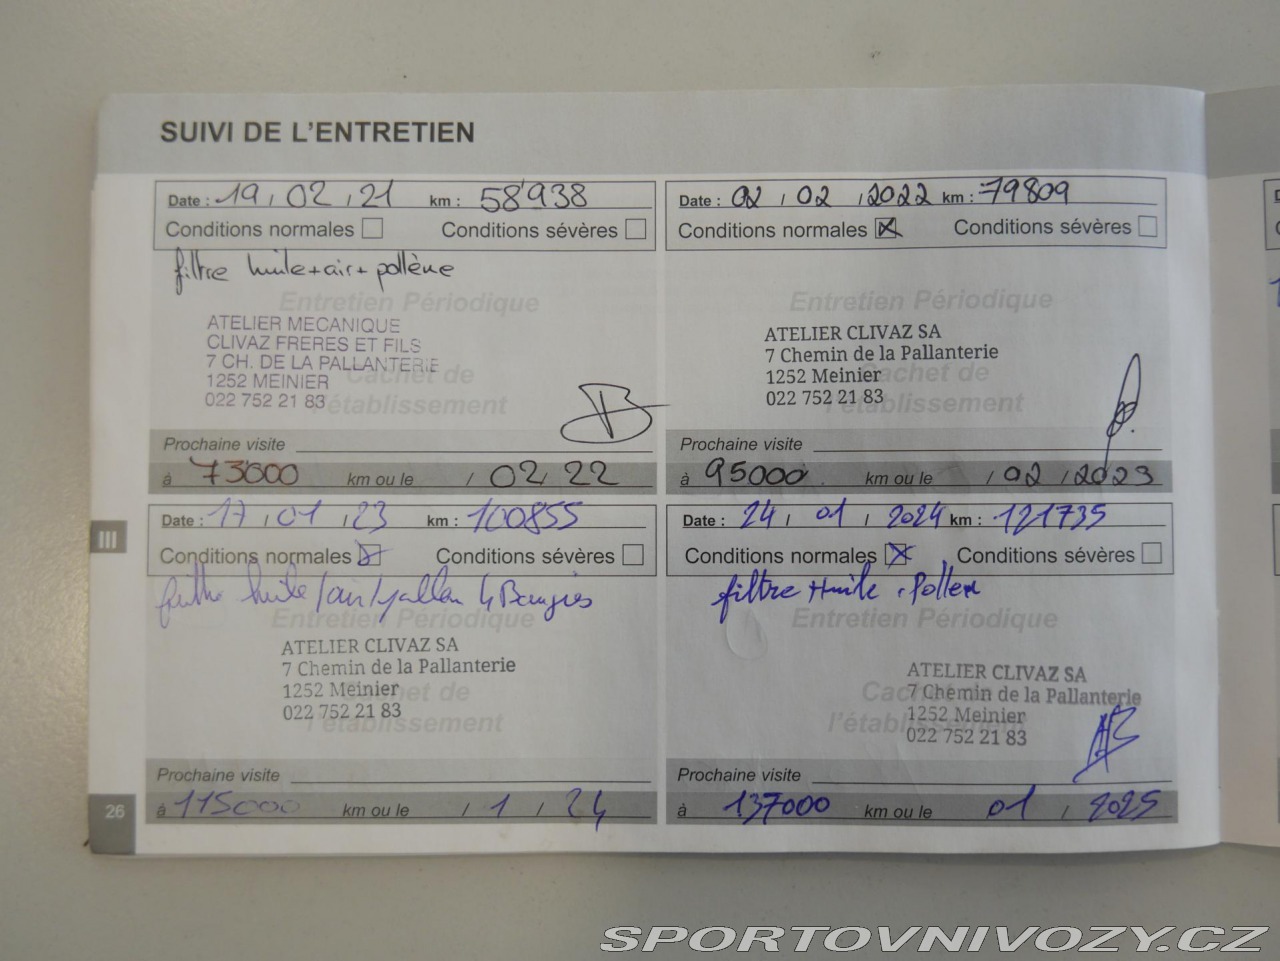 SUIVI DE L'ENTRETIEN
Date : 19 / 02 / 21 km : 58'938
Conditions normales Conditions sévères
filtre huile+air+pollène
Entretien Périodique
ATELIER MECANIQUE
CLIVAZ FRERES ET FILS
7 CH. DE LA PALLANTERIE
1252 MEINIER
022 752 21 83
Cachet de
l'établissement
Prochaine visite
à 73000 km ou le / 02 / 22
Date : 02 / 02 / 2022 km : 79809
Conditions normales Conditions sévères
Entretien Périodique
ATELIER CLIVAZ SA
7 Chemin de la Pallanterie
1252 Meinier
022 752 21 83
Cachet de
l'établissement
Prochaine visite
à 95000 km ou le / 02 / 2023
Date : 17 / 01 / 23 km : 100855
Conditions normales Conditions sévères
filtre huile/air/pollen 4 Bougies
Entretien Périodique
ATELIER CLIVAZ SA
7 Chemin de la Pallanterie
1252 Meinier
022 752 21 83
Cachet de
l'établissement
Prochaine visite
à 115000 km ou le / 1 / 24
Date : 24 / 01 / 2024 km : 121735
Conditions normales Conditions sévères
filtre Huile Pollen
Entretien Périodique
ATELIER CLIVAZ SA
7 Chemin de la Pallanterie
1252 Meinier
022 752 21 83
Cachet de
l'établissement
Prochaine visite
à 137000 km ou le 01 / 2025
III
26
SPORTOVNIVOZY.CZ